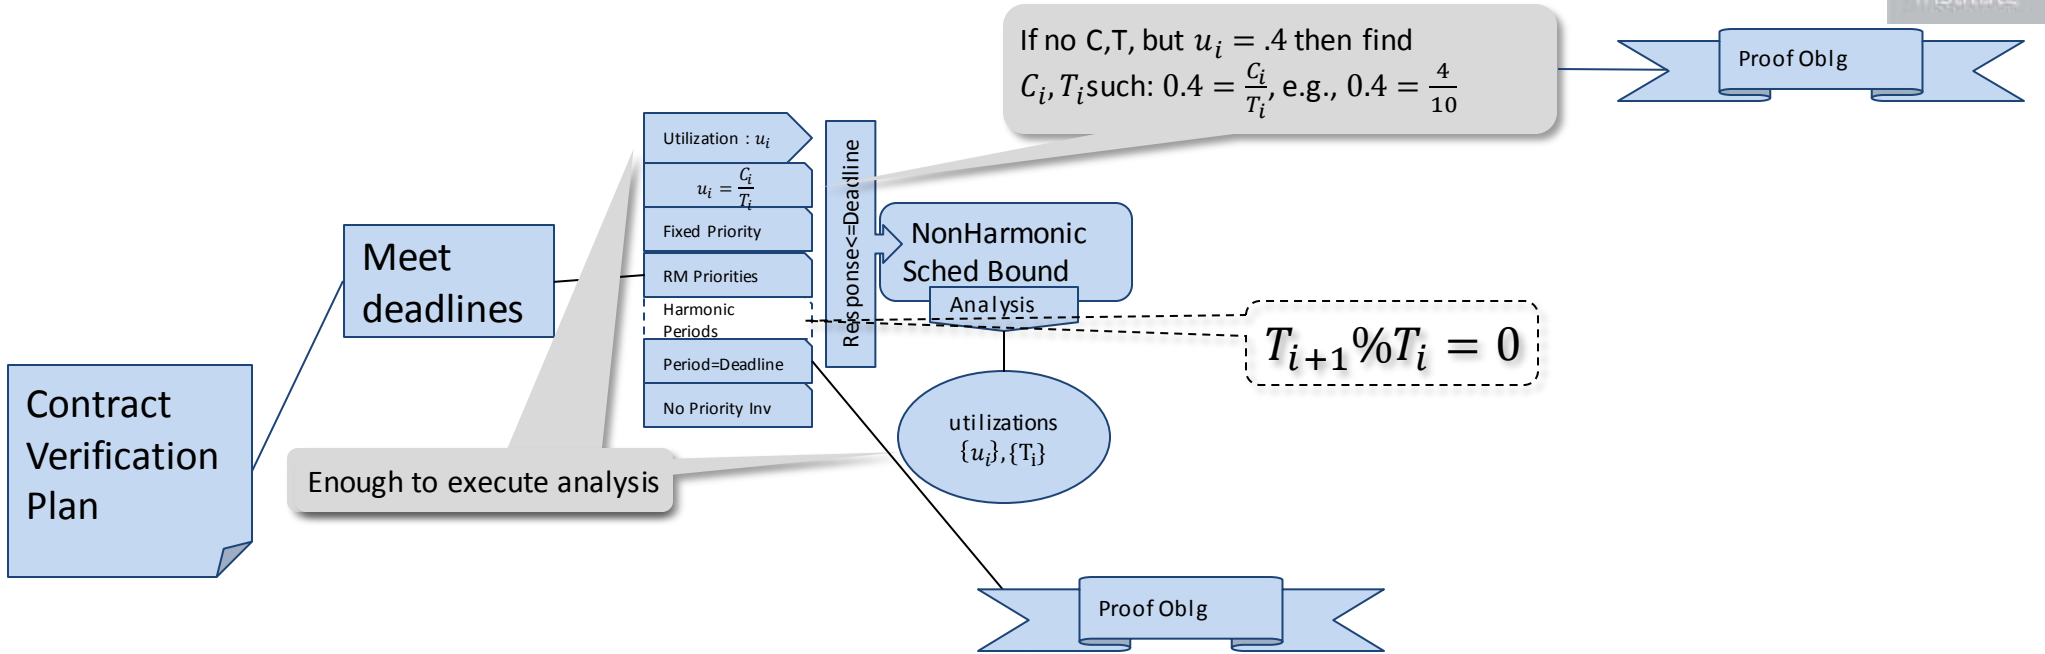 If no C,T, but u_i = .4 then find
C_i, T_i such: 0.4 = C_i/T_i, e.g., 0.4 = 4/10
Proof Oblg
Utilization : u_i
u_i = C_i/T_i
Fixed Priority
RM Priorities
Harmonic
Periods
Period=Deadline
No Priority Inv
Response<=Deadline
NonHarmonic
Sched Bound
Analysis
Meet
deadlines
T_{i+1}%T_i = 0
Contract
Verification
Plan
utilizations
{u_i},{T_i}
Enough to execute analysis
Proof Oblg